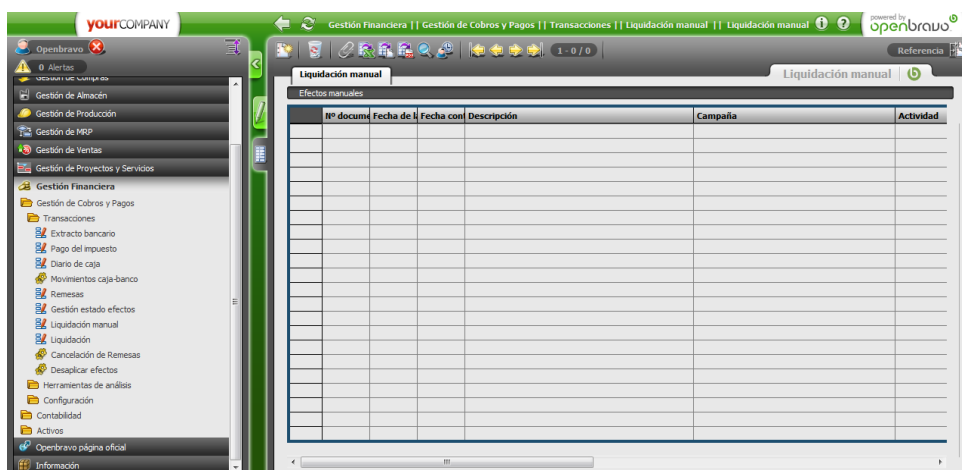 yourCOMPANY
Gestión Financiera || Gestión de Cobros y Pagos || Transacciones || Liquidación manual || Liquidación manual
powered by
openbravo
Openbravo
1 - 0 / 0
Referencia
0 Alertas
Liquidación manual
Liquidación manual
Gestión de Compras
Efectos manuales
Gestión de Almacén
Gestión de Producción
Nº docume Fecha de l Fecha cont Descripción Campaña Actividad
Gestión de MRP
Gestión de Ventas
Gestión de Proyectos y Servicios
Gestión Financiera
Gestión de Cobros y Pagos
Transacciones
Extracto bancario
Pago del impuesto
Diario de caja
Movimientos caja-banco
Remesas
Gestión estado efectos
Liquidación manual
Liquidación
Cancelación de Remesas
Desaplicar efectos
Herramientas de análisis
Configuración
Contabilidad
Activos
Openbravo página oficial
Información